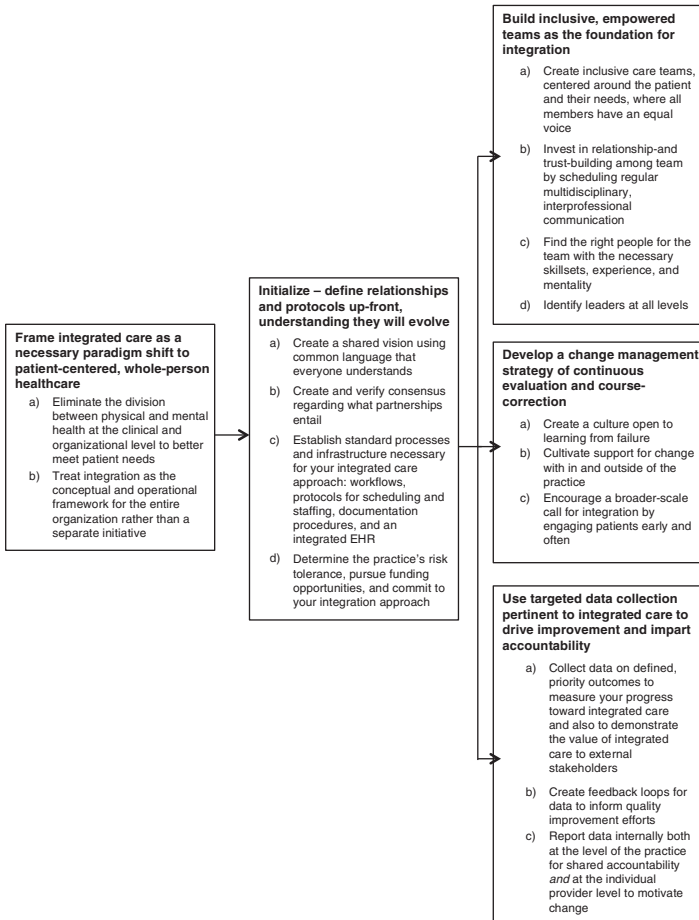 Frame integrated care as a
necessary paradigm shift to
patient-centered, whole-person
healthcare
a) Eliminate the division
between physical and mental
health at the clinical and
organizational level to better
meet patient needs
b) Treat integration as the
conceptual and operational
framework for the entire
organization rather than a
separate initiative
Initialize – define relationships
and protocols up-front,
understanding they will evolve
a) Create a shared vision using
common language that
everyone understands
b) Create and verify consensus
regarding what partnerships
entail
c) Establish standard processes
and infrastructure necessary
for your integrated care
approach: workflows,
protocols for scheduling and
staffing, documentation
procedures, and an
integrated EHR
d) Determine the practice's risk
tolerance, pursue funding
opportunities, and commit to
your integration approach
Build inclusive, empowered
teams as the foundation for
integration
a) Create inclusive care teams,
centered around the patient
and their needs, where all
members have an equal
voice
b) Invest in relationship-and
trust-building among team
by scheduling regular
multidisciplinary,
interprofessional
communication
c) Find the right people for the
team with the necessary
skillsets, experience, and
mentality
d) Identify leaders at all levels
Develop a change management
strategy of continuous
evaluation and course-
correction
a) Create a culture open to
learning from failure
b) Cultivate support for change
with in and outside of the
practice
c) Encourage a broader-scale
call for integration by
engaging patients early and
often
Use targeted data collection
pertinent to integrated care to
drive improvement and impart
accountability
a) Collect data on defined,
priority outcomes to
measure your progress
toward integrated care
and also to demonstrate
the value of integrated
care to external
stakeholders
b) Create feedback loops for
data to inform quality
improvement efforts
c) Report data internally both
at the level of the practice
for shared accountability
and at the individual
provider level to motivate
change